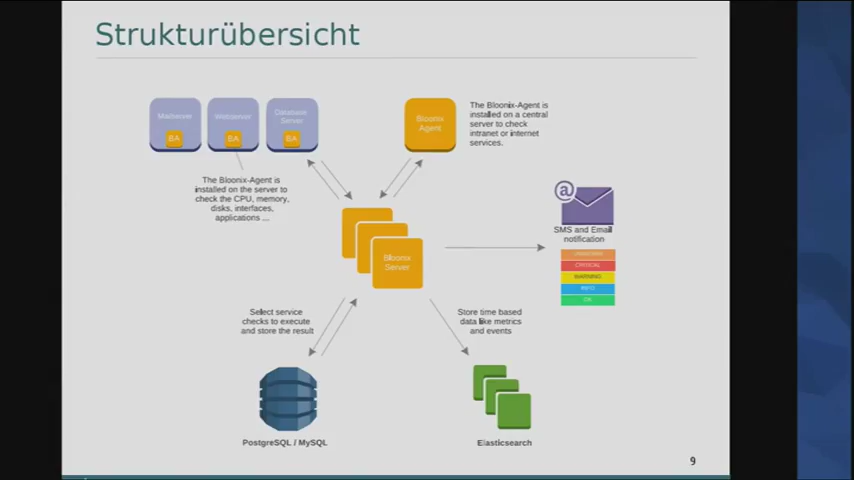 Strukturübersicht
Mailserver
Webserver
Database
Server
BA
BA
BA
Bloonix
Agent
The Bloonix-Agent is
installed on a central
server to check
intranet or internet
services.
The Bloonix-Agent is
installed on the server to
check the CPU, memory,
disks, interfaces,
applications ...
SMS and Email
notification
CRITICAL
WARNING
INFO
OK
Bloonix
Server
Select service
checks to execute
and store the result
Store time based
data like metrics
and events
PostgreSQL / MySQL
Elasticsearch
9